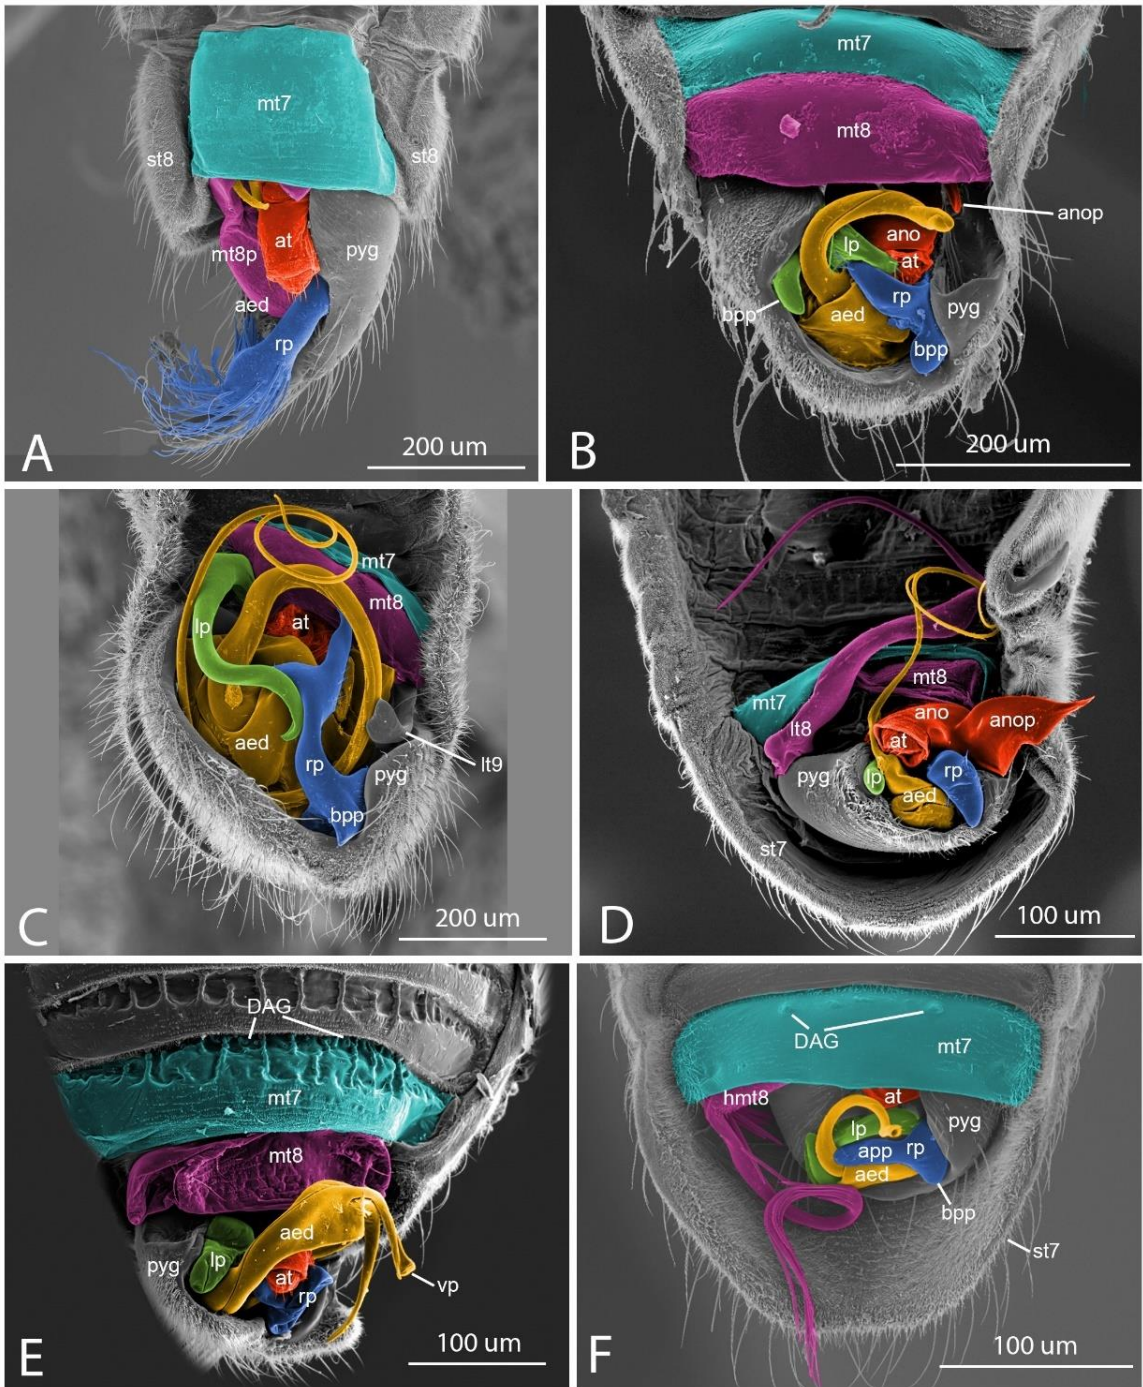 mt7
st8
st8
at
mt8p
pyg
aed
rp
A
200 um
mt7
mt8
anop
ano
lp
at
rp
pyg
bpp
aed
bpp
B
200 um
mt7
mt8
lp
at
aed
rp
lt9
pyg
bpp
C
200 um
mt8
mt7
ano
anop
lt8
at
lp
rp
pyg
aed
st7
D
100 um
DAG
mt7
mt8
aed
lp
pyg
at
rp
vp
E
100 um
DAG
mt7
hmt8
at
lp
pyg
app
rp
aed
bpp
st7
F
100 um